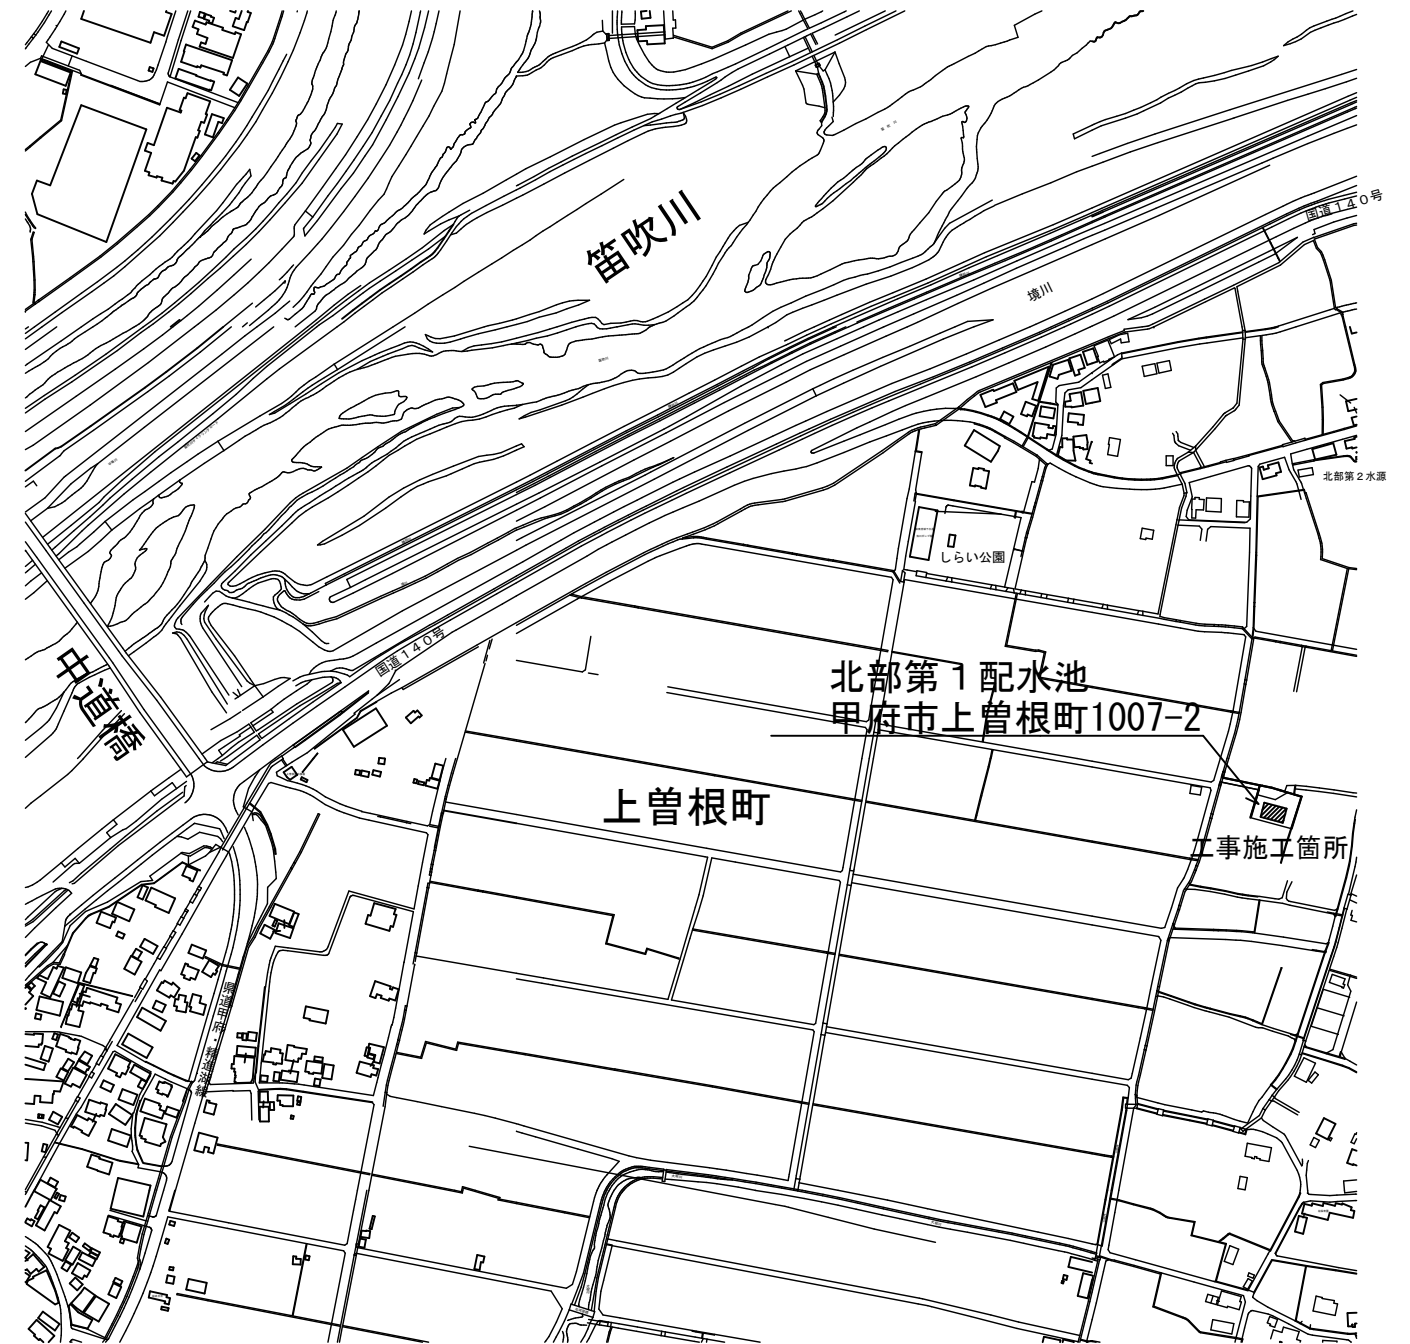 国道140号
笛吹川
境川
北部第2水源
しらい公園
国道140号
中道橋
北部第1配水池
甲府市上曽根町1007-2
上曽根町
工事施工箇所
県道甲府・精進湖線